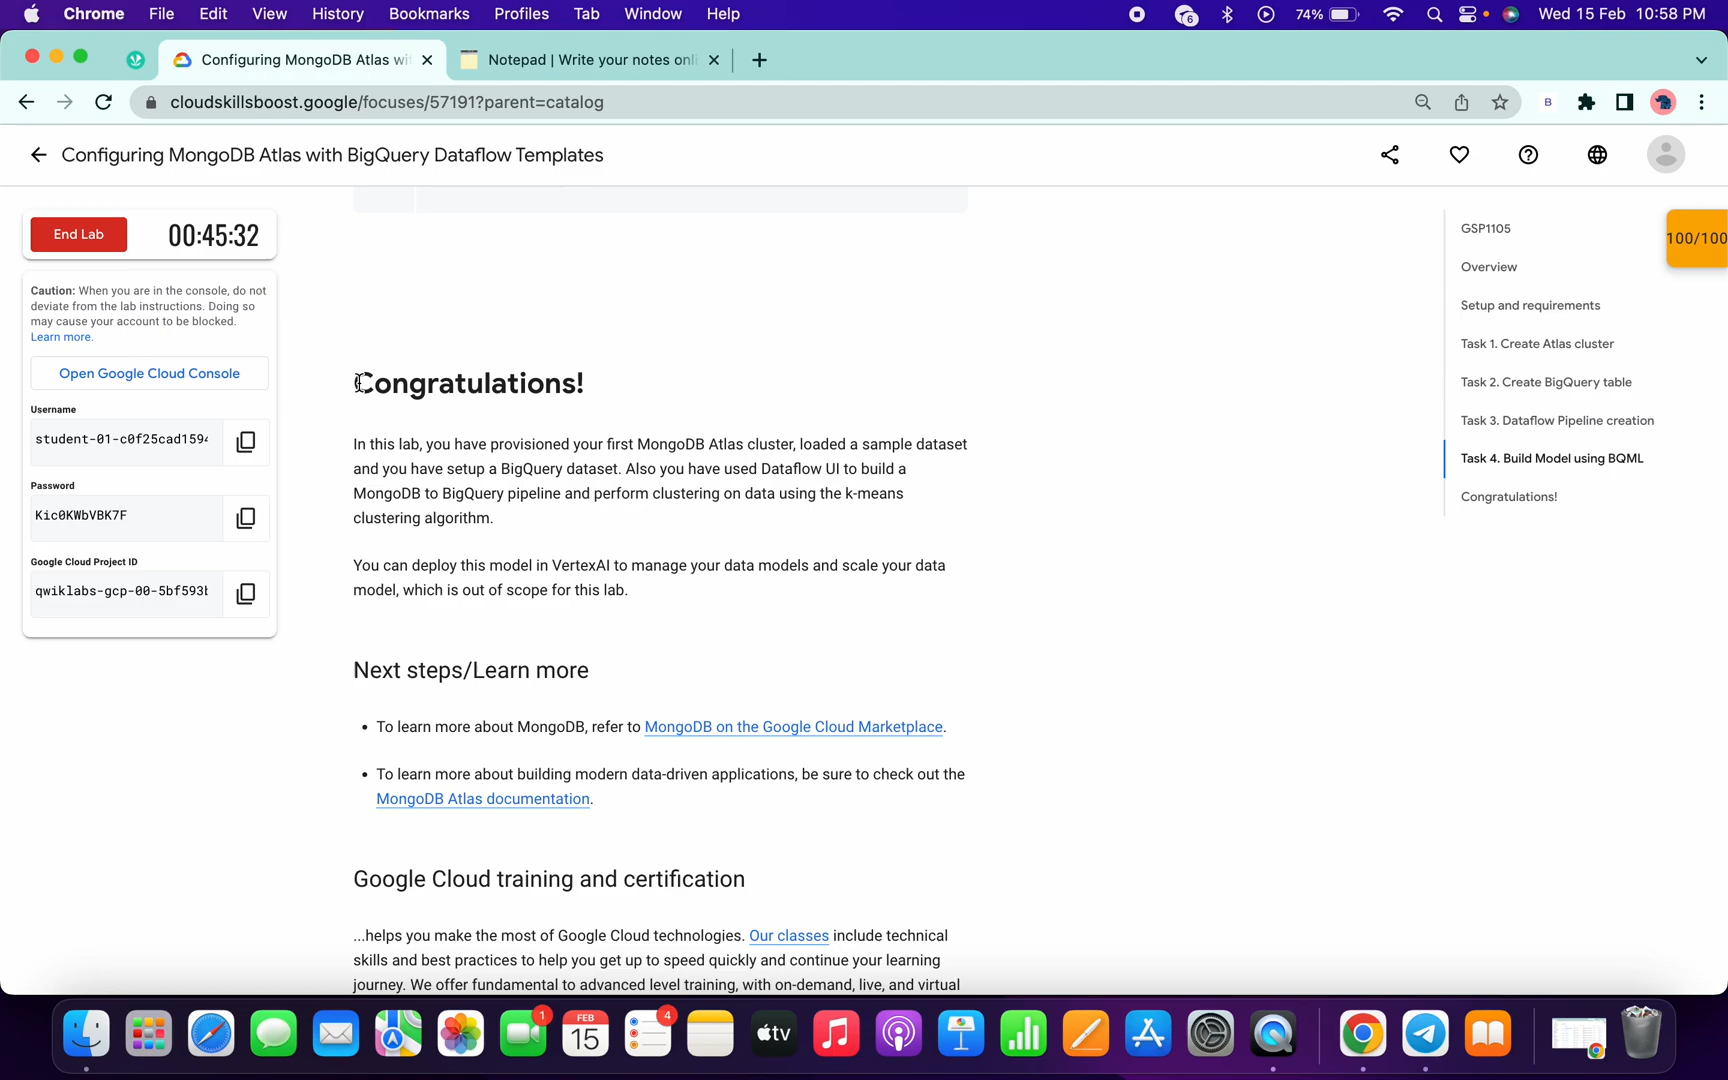 Chrome File Edit View History Bookmarks Profiles Tab Window Help 6 74% Wed 15 Feb 10:58 PM
Configuring MongoDB Atlas wit Notepad | Write your notes onli
cloudskillsboost.google/focuses/57191?parent=catalog B
Configuring MongoDB Atlas with BigQuery Dataflow Templates
End Lab 00:45:32
Caution: When you are in the console, do not
deviate from the lab instructions. Doing so
may cause your account to be blocked.
Learn more.
Open Google Cloud Console
Username
student-01-c0f25cad1594
Password
Kic0KWbVBK7F
Google Cloud Project ID
qwiklabs-gcp-00-5bf593b
Congratulations!
In this lab, you have provisioned your first MongoDB Atlas cluster, loaded a sample dataset
and you have setup a BigQuery dataset. Also you have used Dataflow UI to build a
MongoDB to BigQuery pipeline and perform clustering on data using the k-means
clustering algorithm.
You can deploy this model in VertexAI to manage your data models and scale your data
model, which is out of scope for this lab.
Next steps/Learn more
• To learn more about MongoDB, refer to MongoDB on the Google Cloud Marketplace.
• To learn more about building modern data-driven applications, be sure to check out the
MongoDB Atlas documentation.
Google Cloud training and certification
...helps you make the most of Google Cloud technologies. Our classes include technical
skills and best practices to help you get up to speed quickly and continue your learning
journey. We offer fundamental to advanced level training, with on-demand, live, and virtual
GSP1105
Overview
Setup and requirements
Task 1. Create Atlas cluster
Task 2. Create BigQuery table
Task 3. Dataflow Pipeline creation
Task 4. Build Model using BQML
Congratulations!
100/100
1
FEB
15
4
tv